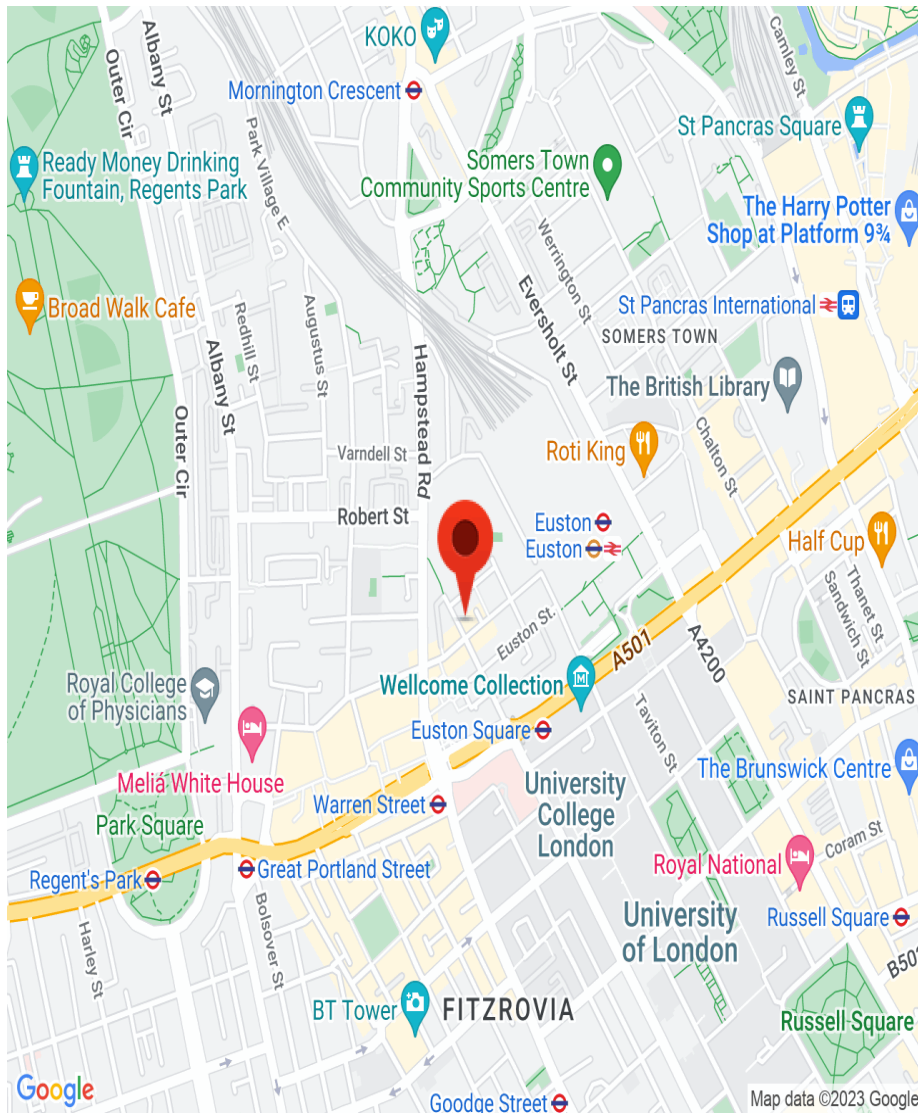 KOKO
Camley St
Albany St
Outer Cir
Mornington Crescent
St Pancras Square
Park Village E
Ready Money Drinking
Fountain, Regents Park
Somers Town
Community Sports Centre
The Harry Potter
Shop at Platform 9¾
Werrington St
Eversholt St
Broad Walk Cafe
Redhill St
Augustus St
St Pancras International
SOMERS TOWN
Albany St
Hampstead Rd
The British Library
Outer Cir
Chalton St
Varndell St
Roti King
Robert St
Euston
Euston
Half Cup
Thanet St
Sandwich St
Euston St.
A501
A4200
Royal College
of Physicians
Wellcome Collection
SAINT PANCRAS
Taviton St
Euston Square
Meliá White House
The Brunswick Centre
University
College
London
Warren Street
Park Square
Coram St
Royal National
Regent's Park
Great Portland Street
Bolsover St
Harley St
University
of London
Russell Square
B502
BT Tower
FITZROVIA
Russell Square
Google
Goodge Street
Map data ©2023 Google